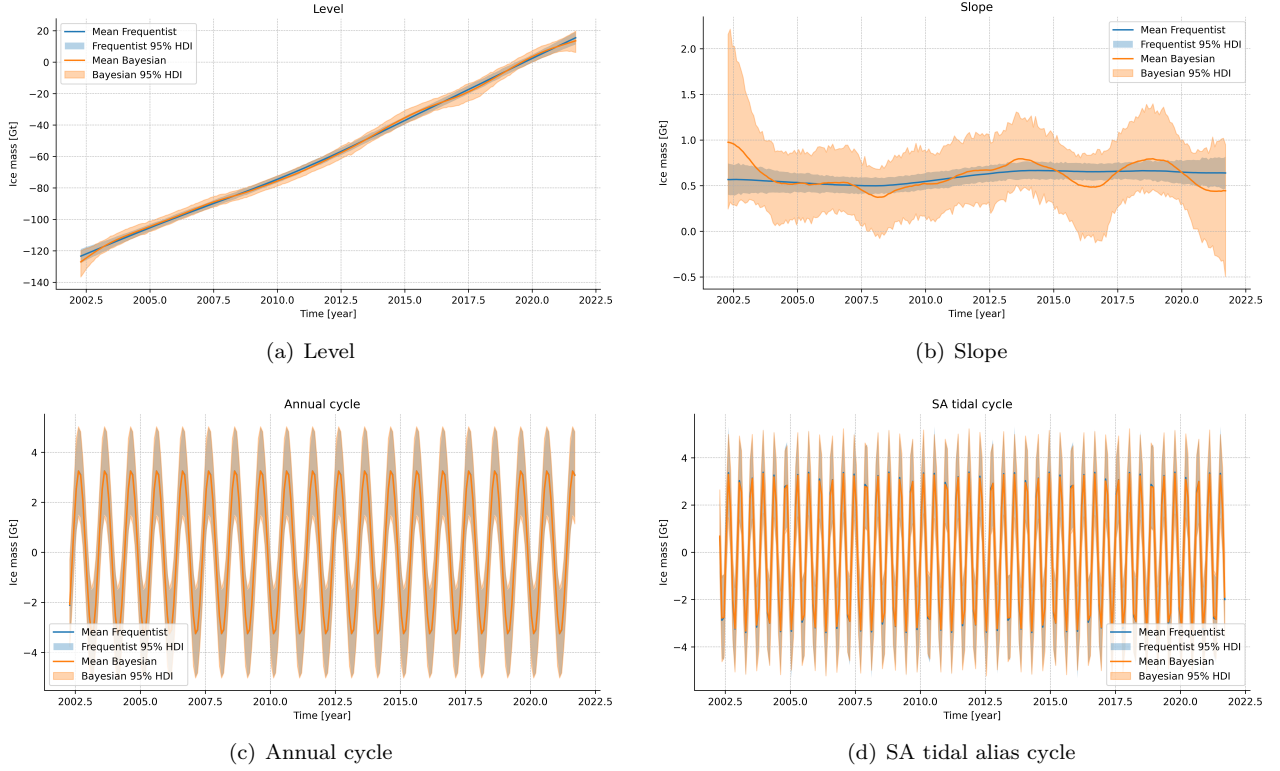 Level
Mean Frequentist
Frequentist 95% HDI
Mean Bayesian
Bayesian 95% HDI
20
0
−20
−40
−60
−80
−100
−120
−140
Ice mass [Gt]
2002.5 2005.0 2007.5 2010.0 2012.5 2015.0 2017.5 2020.0 2022.5
Time [year]
(a) Level
Slope
Mean Frequentist
Frequentist 95% HDI
Mean Bayesian
Bayesian 95% HDI
2.0
1.5
1.0
0.5
0.0
−0.5
Ice mass [Gt]
2002.5 2005.0 2007.5 2010.0 2012.5 2015.0 2017.5 2020.0 2022.5
Time [year]
(b) Slope
Annual cycle
4
2
0
−2
−4
Ice mass [Gt]
Mean Frequentist
Frequentist 95% HDI
Mean Bayesian
Bayesian 95% HDI
2002.5 2005.0 2007.5 2010.0 2012.5 2015.0 2017.5 2020.0 2022.5
Time [year]
(c) Annual cycle
SA tidal cycle
4
2
0
−2
−4
Ice mass [Gt]
Mean Frequentist
Frequentist 95% HDI
Mean Bayesian
Bayesian 95% HDI
2002.5 2005.0 2007.5 2010.0 2012.5 2015.0 2017.5 2020.0 2022.5
Time [year]
(d) SA tidal alias cycle